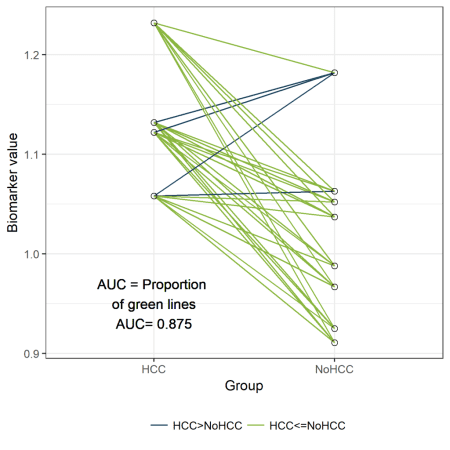 1.2
1.1
1.0
0.9
Biomarker value
AUC = Proportion
of green lines
AUC= 0.875
HCC NoHCC
Group
HCC>NoHCC HCC<=NoHCC